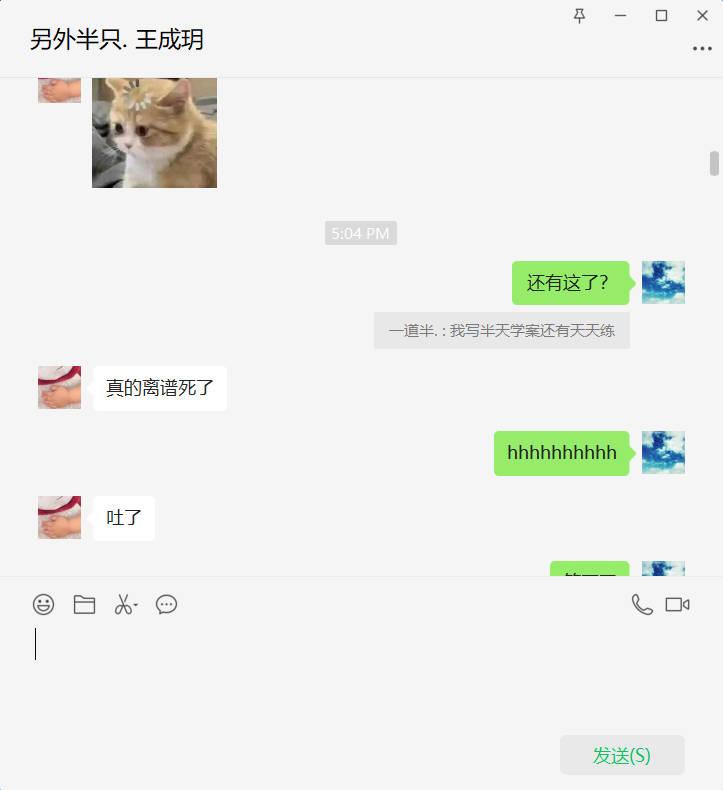 另外半只. 王成玥
5:04 PM
还有这了?
一道半. : 我写半天学案还有天天练
真的离谱死了
hhhhhhhhhh
吐了
发送(S)